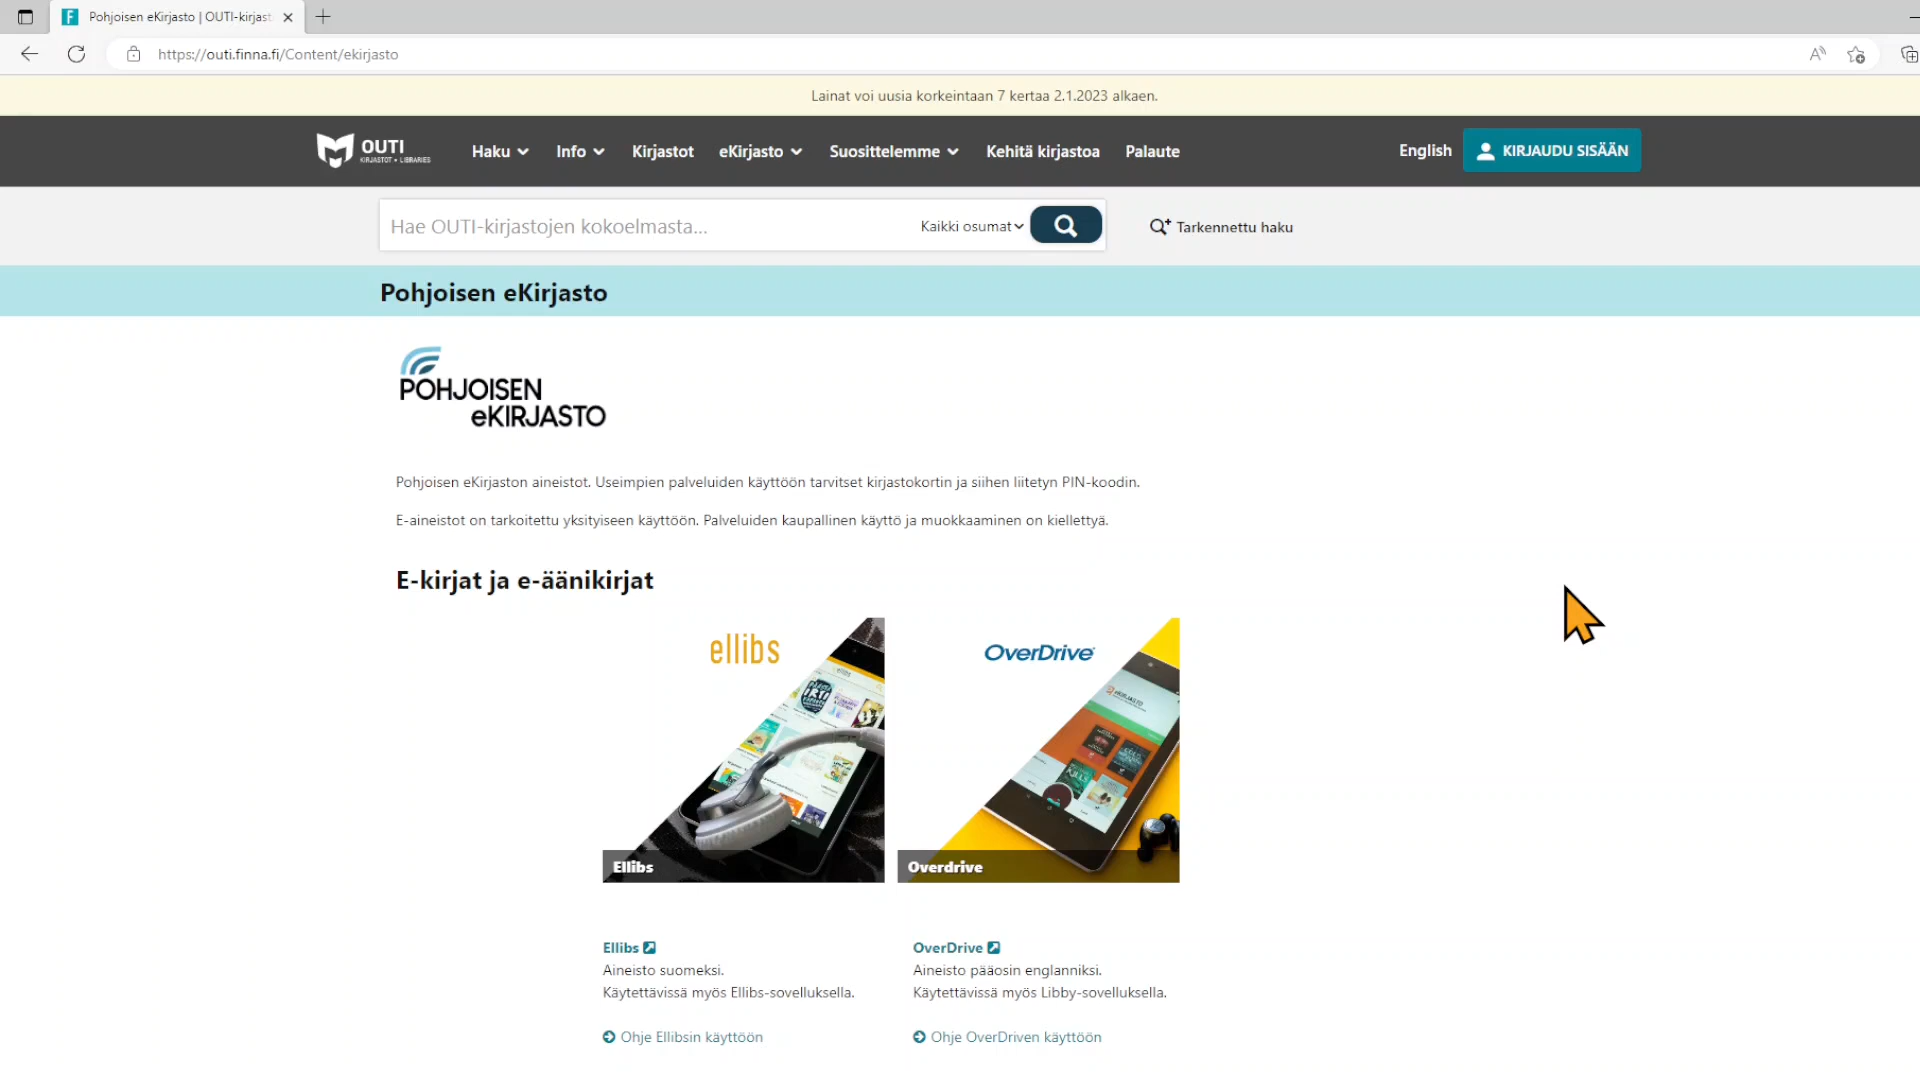 Pohjoisen eKirjasto | OUTI-kirjast
https://outi.finna.fi/Content/ekirjasto
Lainat voi uusia korkeintaan 7 kertaa 2.1.2023 alkaen.
OUTI
KIRJASTOT • LIBRARIES
Haku Info Kirjastot eKirjasto Suosittelemme Kehitä kirjastoa Palaute English KIRJAUDU SISÄÄN
Hae OUTI-kirjastojen kokoelmasta... Kaikki osumat Tarkennettu haku
Pohjoisen eKirjasto
POHJOISEN
eKIRJASTO
Pohjoisen eKirjaston aineistot. Useimpien palveluiden käyttöön tarvitset kirjastokortin ja siihen liitetyn PIN-koodin.
E-aineistot on tarkoitettu yksityiseen käyttöön. Palveluiden kaupallinen käyttö ja muokkaaminen on kiellettyä.
E-kirjat ja e-äänikirjat
ellibs
OverDrive
Ellibs
Overdrive
Ellibs
Aineisto suomeksi.
Käytettävissä myös Ellibs-sovelluksella.
Ohje Ellibsin käyttöön
OverDrive
Aineisto pääosin englanniksi.
Käytettävissä myös Libby-sovelluksella.
Ohje OverDriven käyttöön